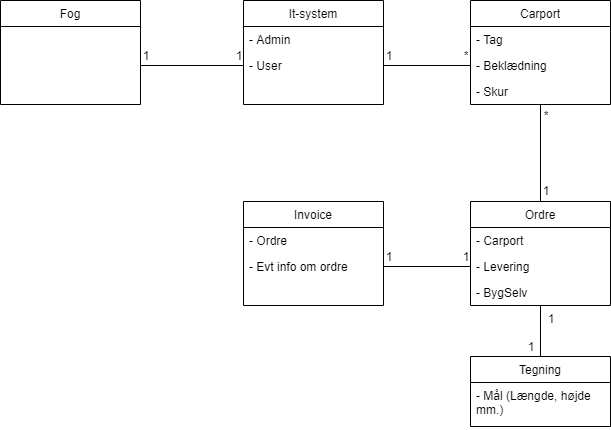 Fog
It-system
- Admin
- User
Carport
- Tag
- Beklædning
- Skur
1
1
1
*
*
1
Invoice
- Ordre
- Evt info om ordre
Ordre
- Carport
- Levering
- BygSelv
1
1
1
1
Tegning
- Mål (Længde, højde
mm.)